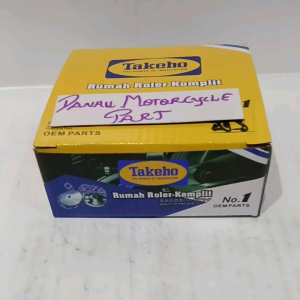 Takeho
Rumah Roler Komplit
DANAU MOTORCYCLE
PART
OEM PARTS
Takeho
Rumah Roler Komplit
No.1
OEM PARTS